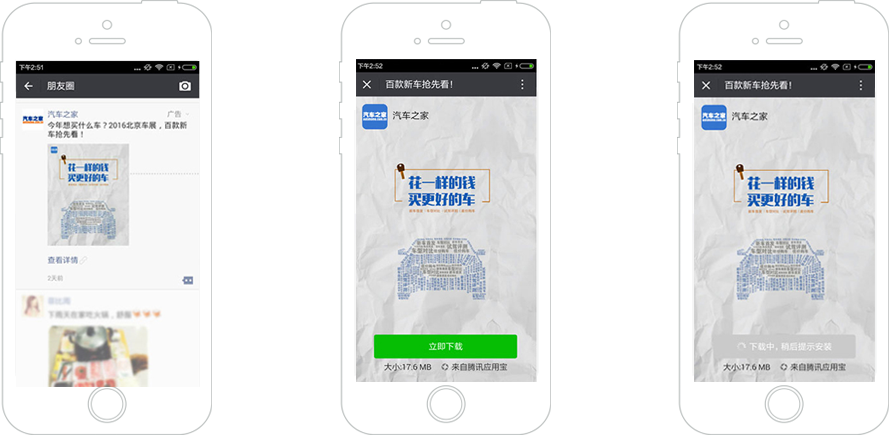 下午2:51
朋友圈
汽车之家
汽车之家
广告
今年想买什么车？2016北京车展，百款新
车抢先看！
花一样的钱
买更好的车
查看详情
2天前
下雨天在家吃火锅，舒服
下午2:52
百款新车抢先看！
汽车之家
汽车之家
花一样的钱
买更好的车
立即下载
大小:17.6 MB
来自腾讯应用宝
下午2:52
百款新车抢先看！
汽车之家
汽车之家
花一样的钱
买更好的车
下载中，稍后提示安装
大小:17.6 MB
来自腾讯应用宝